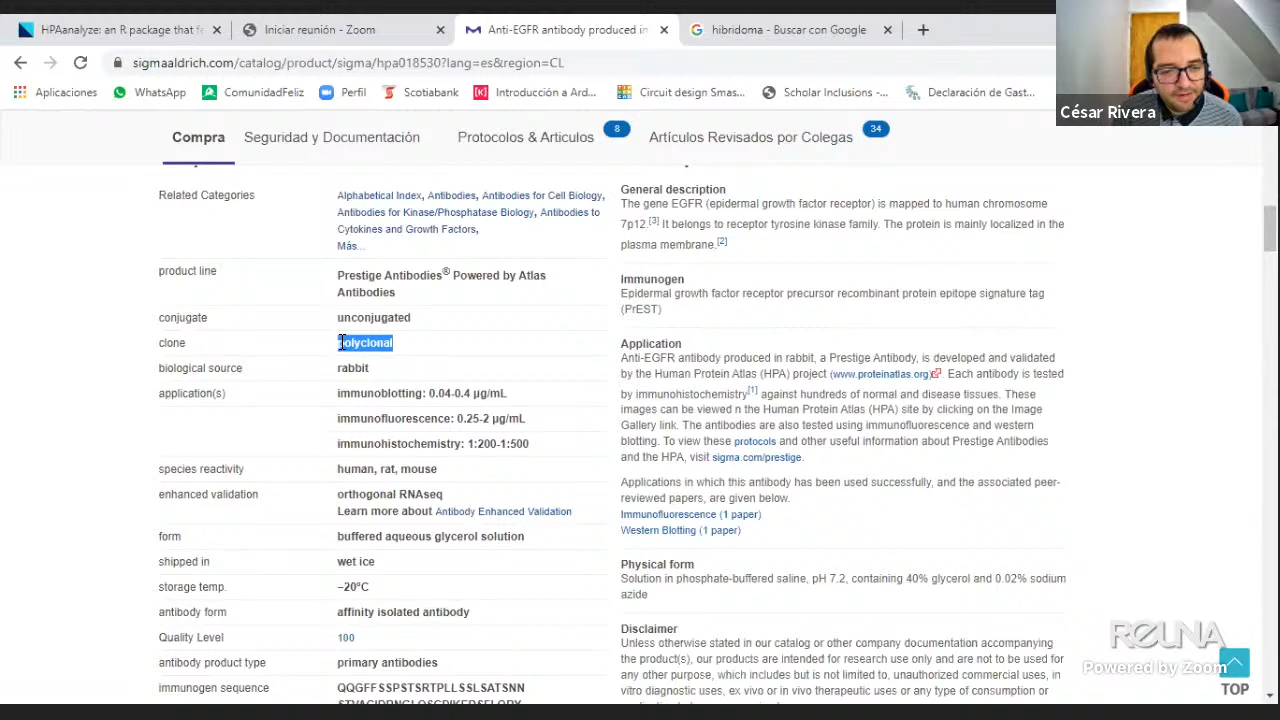 HPAanalyze: an R package that f
Iniciar reunión - Zoom
Anti-EGFR antibody produced in
hibridoma - Buscar con Google
sigmaaldrich.com/catalog/product/sigma/hpa018530?lang=es&region=CL
Aplicaciones
WhatsApp
ComunidadFeliz
Perfil
Scotiabank
Introducción a Ard...
Circuit design Smas...
Scholar Inclusions -...
Declaración de Gast...
César Rivera
Compra
Seguridad y Documentación
Protocolos & Articulos
8
Artículos Revisados por Colegas
34
Related Categories
Alphabetical Index, Antibodies, Antibodies for Cell Biology,
Antibodies for Kinase/Phosphatase Biology, Antibodies to
Cytokines and Growth Factors,
Más...
product line
Prestige Antibodies® Powered by Atlas
Antibodies
conjugate
unconjugated
clone
polyclonal
biological source
rabbit
application(s)
immunoblotting: 0.04-0.4 μg/mL
immunofluorescence: 0.25-2 μg/mL
immunohistochemistry: 1:200-1:500
species reactivity
human, rat, mouse
enhanced validation
orthogonal RNAseq
Learn more about Antibody Enhanced Validation
form
buffered aqueous glycerol solution
shipped in
wet ice
storage temp.
−20°C
antibody form
affinity isolated antibody
Quality Level
100
antibody product type
primary antibodies
immunogen sequence
QQGFFSSPSTSRTPLLSSLSATSNN
General description
The gene EGFR (epidermal growth factor receptor) is mapped to human chromosome
7p12.[3] It belongs to receptor tyrosine kinase family. The protein is mainly localized in the
plasma membrane.[2]
Immunogen
Epidermal growth factor receptor precursor recombinant protein epitope signature tag
(PrEST)
Application
Anti-EGFR antibody produced in rabbit, a Prestige Antibody, is developed and validated
by the Human Protein Atlas (HPA) project (www.proteinatlas.org). Each antibody is tested
by immunohistochemistry[1] against hundreds of normal and disease tissues. These
images can be viewed n the Human Protein Atlas (HPA) site by clicking on the Image
Gallery link. The antibodies are also tested using immunofluorescence and western
blotting. To view these protocols and other useful information about Prestige Antibodies
and the HPA, visit sigma.com/prestige.
Applications in which this antibody has been used successfully, and the associated peer-
reviewed papers, are given below.
Immunofluorescence (1 paper)
Western Blotting (1 paper)
Physical form
Solution in phosphate-buffered saline, pH 7.2, containing 40% glycerol and 0.02% sodium
azide
Disclaimer
Unless otherwise stated in our catalog or other company documentation accompanying
the product(s), our products are intended for research use only and are not to be used for
any other purpose, which includes but is not limited to, unauthorized commercial uses, in
vitro diagnostic uses, ex vivo or in vivo therapeutic uses or any type of consumption or
REUNA
Powered by Zoom
TOP